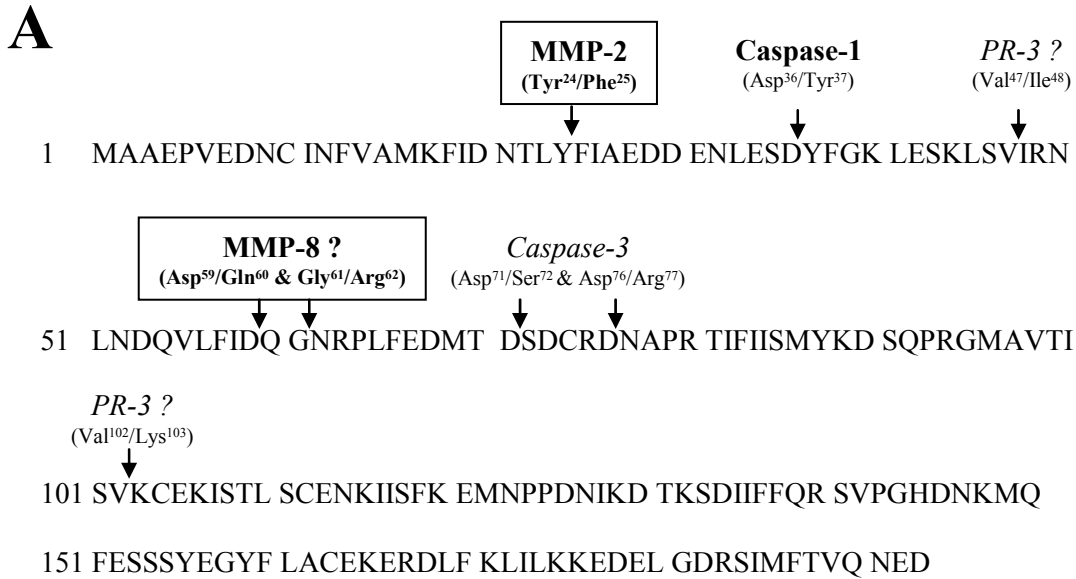 A
MMP-2 Caspase-1 PR-3 ?
(Tyr24/Phe25) (Asp36/Tyr37) (Val47/Ile48)
1 MAAEPVEDNC INFVAMKFID NTLYFIAEDD ENLESDYFGK LESKLSVIRN
MMP-8 ? Caspase-3
(Asp59/Gln60 & Gly61/Arg62) (Asp71/Ser72 & Asp76/Arg77)
51 LNDQVLFIDQ GNRPLFEDMT DSDCRDNAPR TIFIISMYKD SQPRGMAVTI
PR-3 ?
(Val102/Lys103)
101 SVKCEKISTL SCENKIISFK EMNPPDNIKD TKSDIIFFQR SVPGHDNKMQ
151 FESSSYEGYF LACEKERDLF KLILKKEDEL GDRSIMFTVQ NED